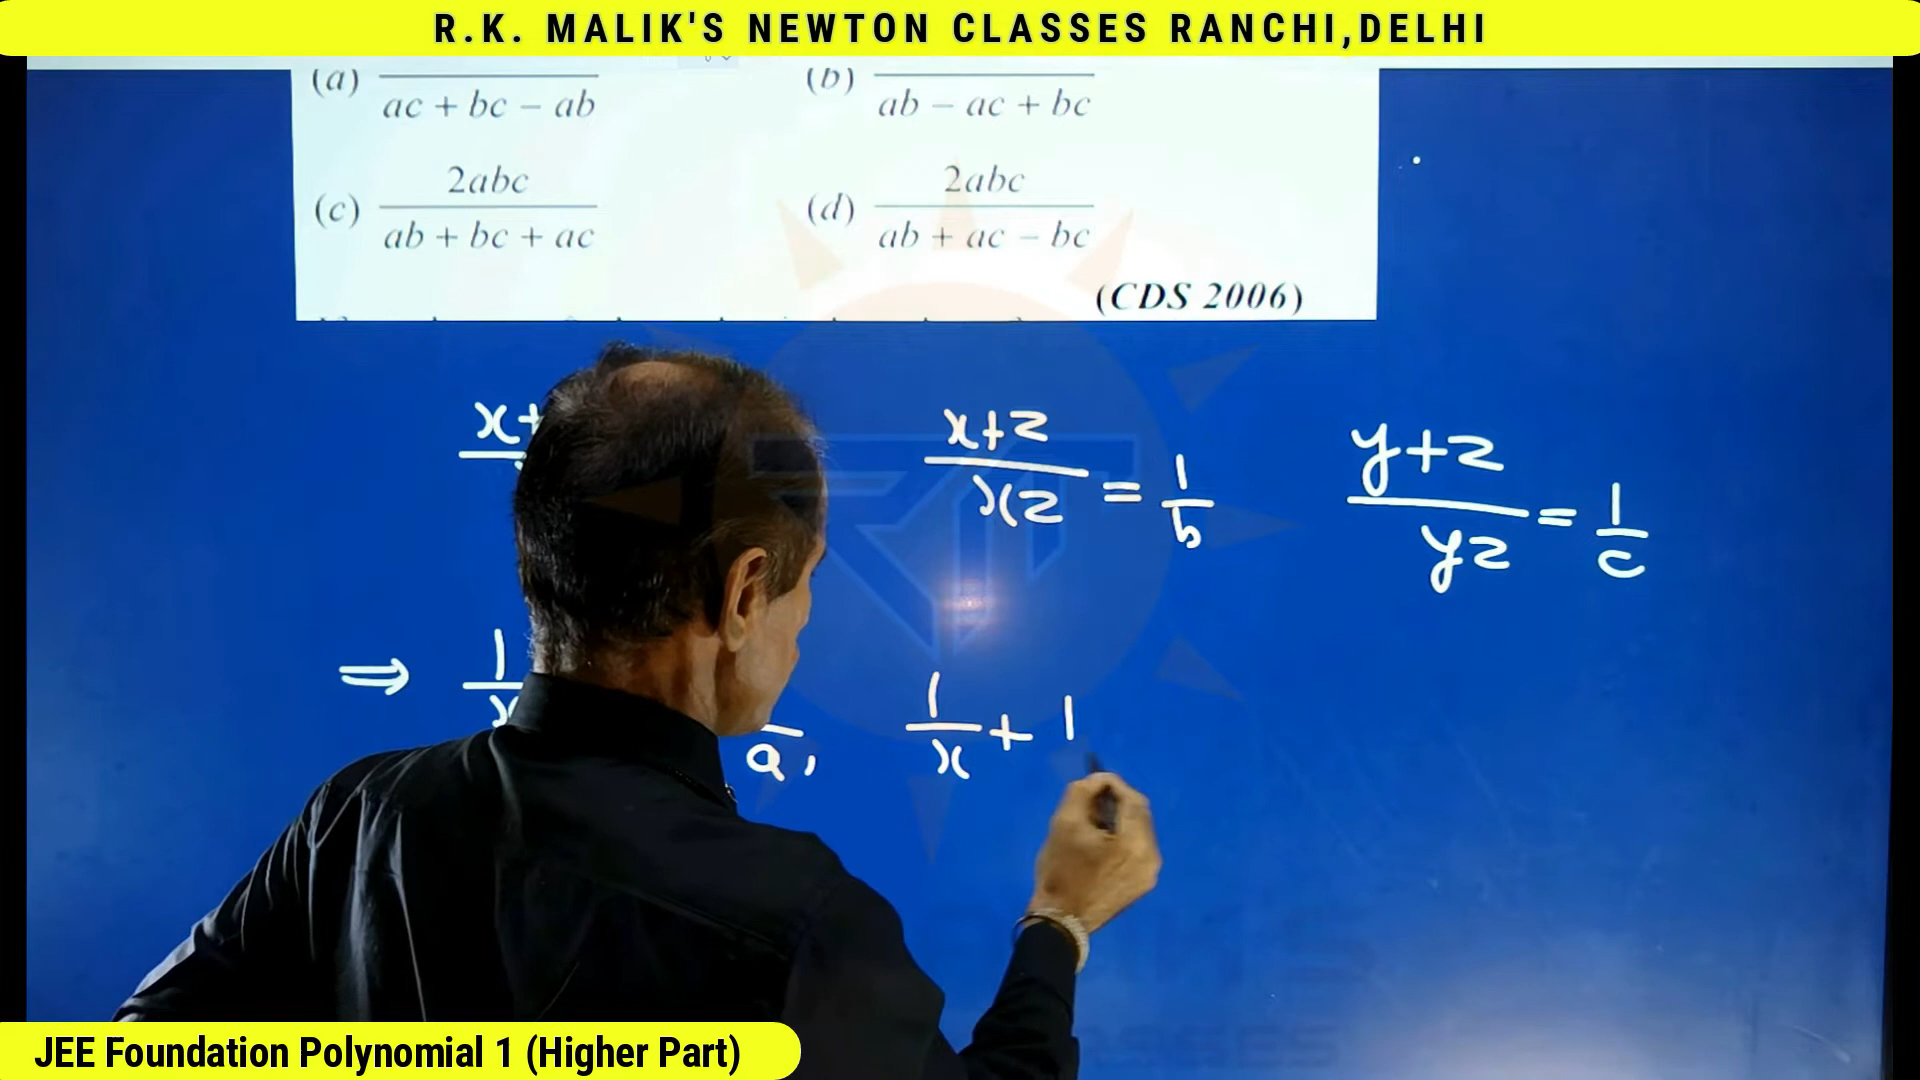 R.K. MALIK'S NEWTON CLASSES RANCHI,DELHI
(a) ac + bc − ab (b) ab − ac + bc
(c) 2abc / ab + bc + ac (d) 2abc / ab + ac − bc
(CDS 2006)
x+ x+z / xz = 1/b y+z / yz = 1/c
⇒ 1/x a, 1/x + 1
JEE Foundation Polynomial 1 (Higher Part)